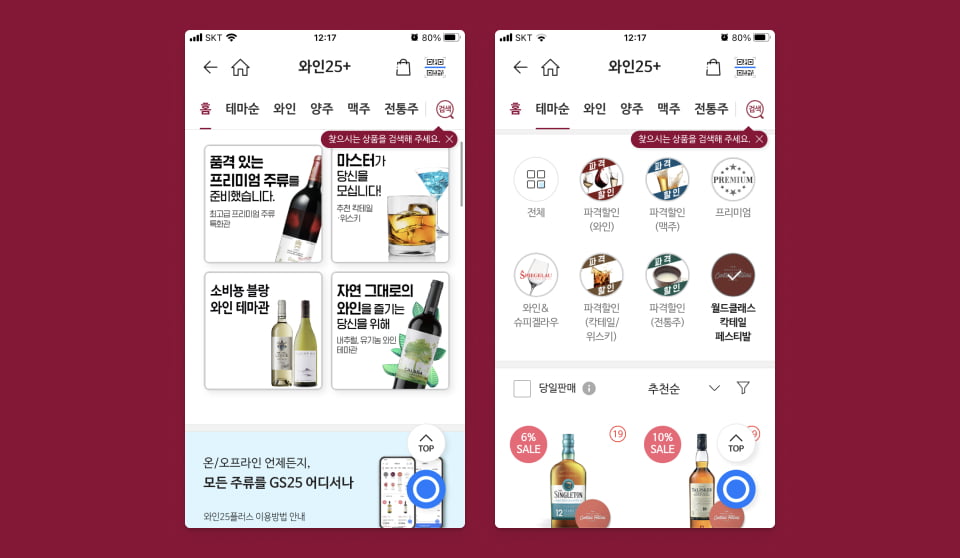 SKT
12:17
80%
와인25+
홈
테마순
와인
양주
맥주
전통주
검색
찾으시는 상품을 검색해 주세요.
품격 있는
프리미엄 주류를
준비했습니다.
최고급 프리미엄 주류
특화관
마스터가
당신을
모십니다!
추천 칵테일
·위스키
소비뇽 블랑
와인 테마관
자연 그대로의
와인을 즐기는
당신을 위해
내추럴, 유기농 와인
테마관
TOP
온/오프라인 언제든지,
모든 주류를 GS25 어디서나
와인25플러스 이용방법 안내
SKT
12:17
80%
와인25+
홈
테마순
와인
양주
맥주
전통주
검색
찾으시는 상품을 검색해 주세요.
전체
파격
할인
파격할인
(와인)
파격
할인
파격할인
(맥주)
PREMIUM
프리미엄
SPIEGELAU
와인&
슈피겔라우
파격
할인
파격할인
(칵테일/
위스키)
파격
할인
파격할인
(전통주)
월드클래스
칵테일
페스티발
당일판매
추천순
6%
SALE
19
SINGLETON
12
10%
SALE
19
TALISKER
TOP